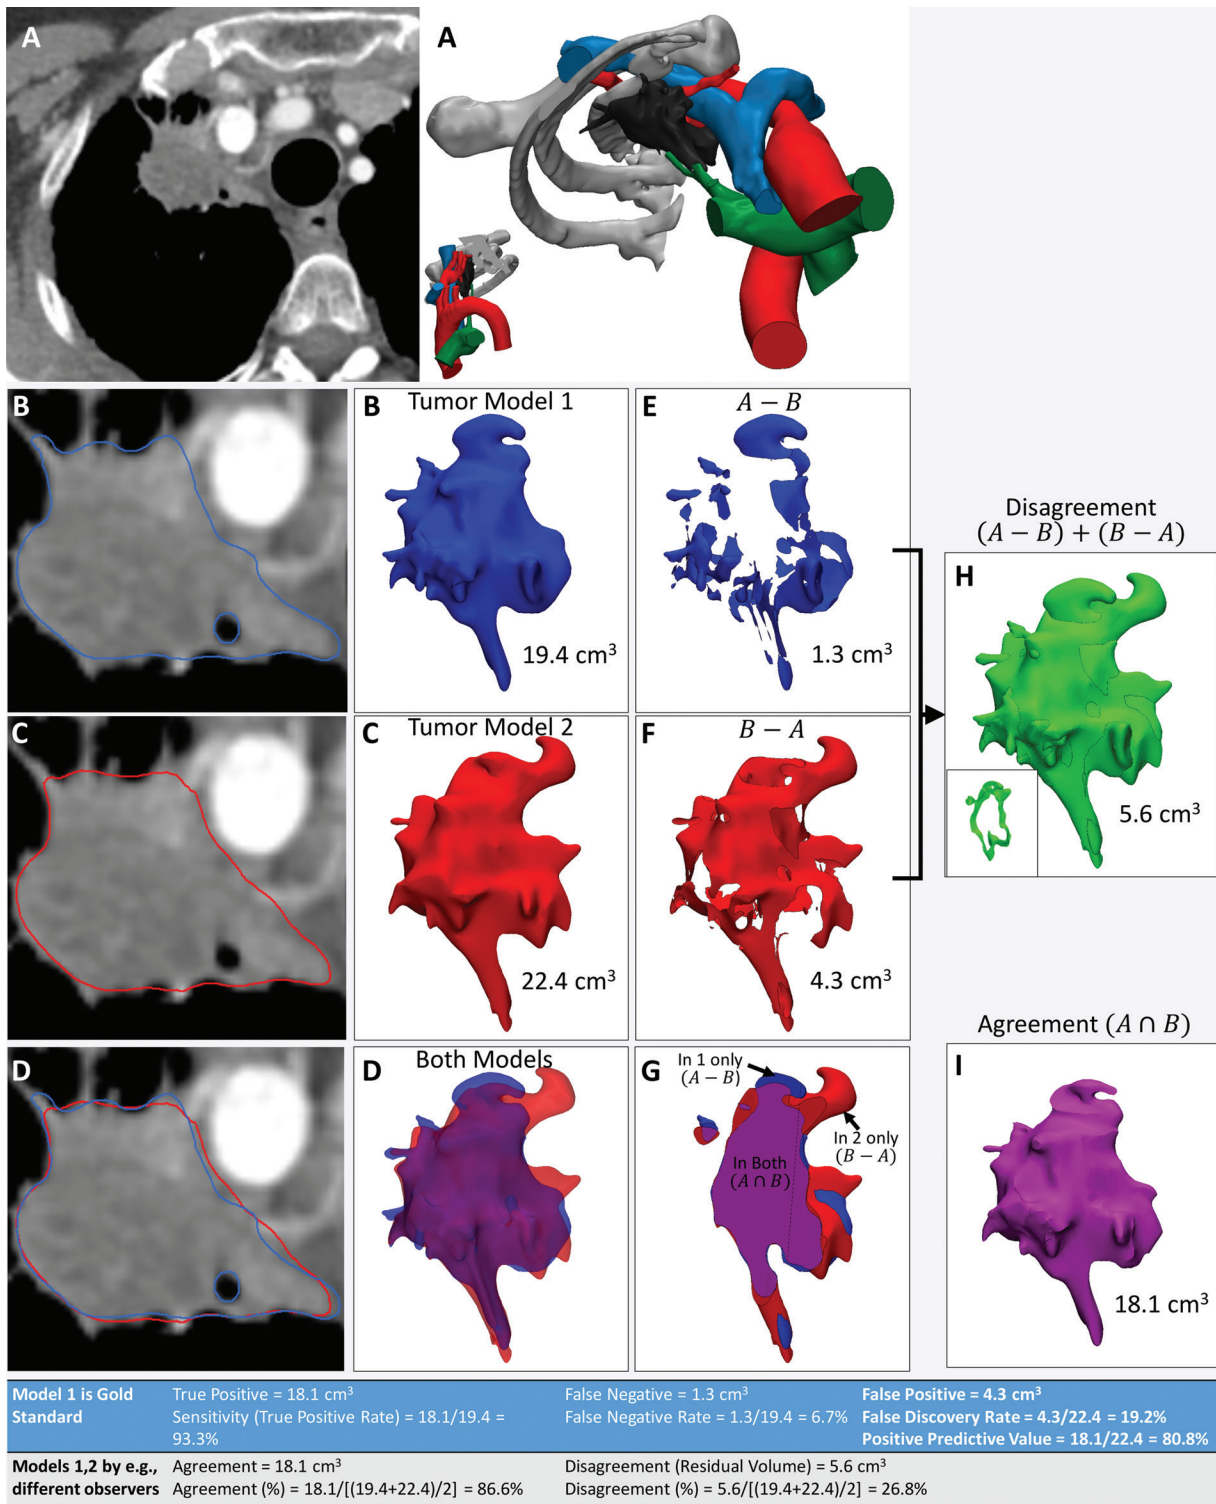 A
A
B
B
Tumor Model 1
19.4 cm³
E
A − B
1.3 cm³
Disagreement
(A − B) + (B − A)
H
5.6 cm³
C
C
Tumor Model 2
22.4 cm³
F
B − A
4.3 cm³
D
D
Both Models
G
In 1 only
(A − B)
In 2 only
(B − A)
In Both
(A ∩ B)
Agreement (A ∩ B)
I
18.1 cm³
Model 1 is Gold
Standard
True Positive = 18.1 cm³
Sensitivity (True Positive Rate) = 18.1/19.4 =
93.3%
False Negative = 1.3 cm³
False Negative Rate = 1.3/19.4 = 6.7%
False Positive = 4.3 cm³
False Discovery Rate = 4.3/22.4 = 19.2%
Positive Predictive Value = 18.1/22.4 = 80.8%
Models 1,2 by e.g.,
different observers
Agreement = 18.1 cm³
Agreement (%) = 18.1/[(19.4+22.4)/2] = 86.6%
Disagreement (Residual Volume) = 5.6 cm³
Disagreement (%) = 5.6/[(19.4+22.4)/2] = 26.8%